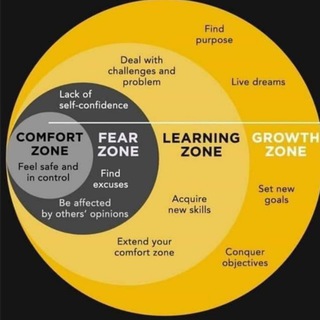 Find
purpose
Deal with
challenges and
problem
Live dreams
Lack of
self-confidence
COMFORT
ZONE
FEAR
ZONE
LEARNING
ZONE
GROWTH
ZONE
Feel safe and
in control
Find
excuses
Be affected
by others' opinions
Acquire
new skills
Set new
goals
Extend your
comfort zone
Conquer
objectives